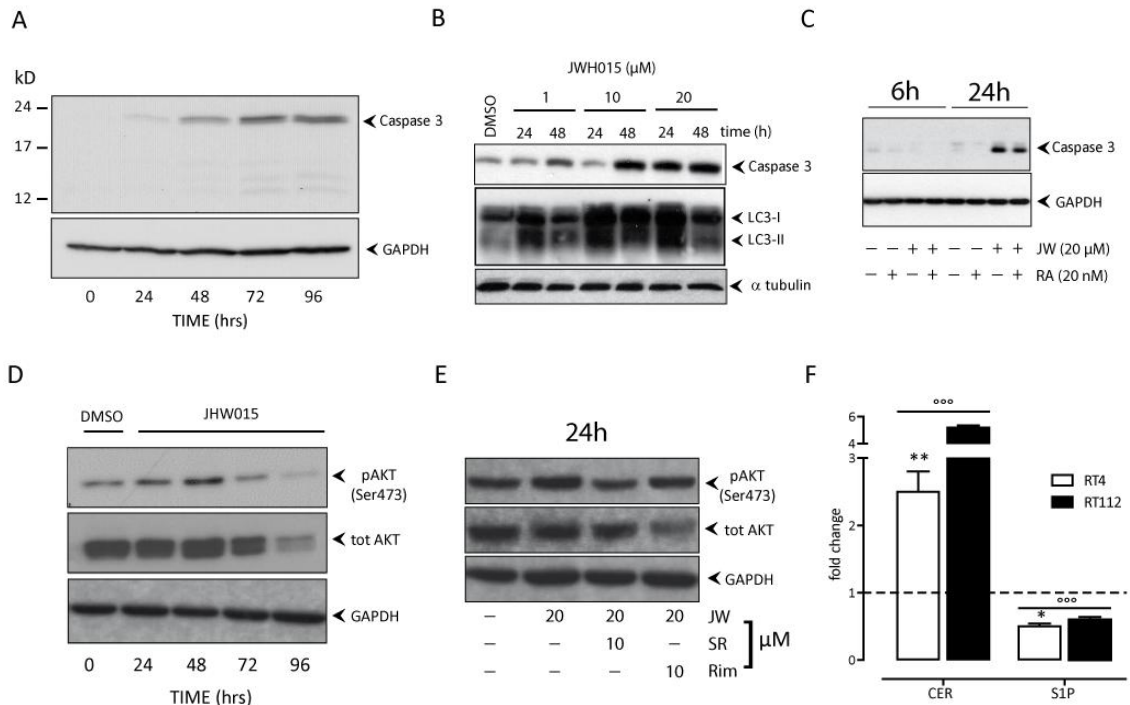 A
kD
24
17
12
Caspase 3
GAPDH
0 24 48 72 96
TIME (hrs)
B
JWH015 (μM)
DMSO 1 10 20
24 48 24 48 24 48 time (h)
Caspase 3
LC3-I
LC3-II
α tubulin
C
6h 24h
Caspase 3
GAPDH
– – + + – – + + JW (20 μM)
– + – + – + – + RA (20 nM)
D
DMSO JHW015
pAKT
(Ser473)
tot AKT
GAPDH
0 24 48 72 96
TIME (hrs)
E
24h
pAKT
(Ser473)
tot AKT
GAPDH
– 20 20 20 JW
– – 10 – SR
– – – 10 Rim
μM
F
fold change
6
4
3
2
1
0
°°°
**
°°°
*
RT4
RT112
CER S1P